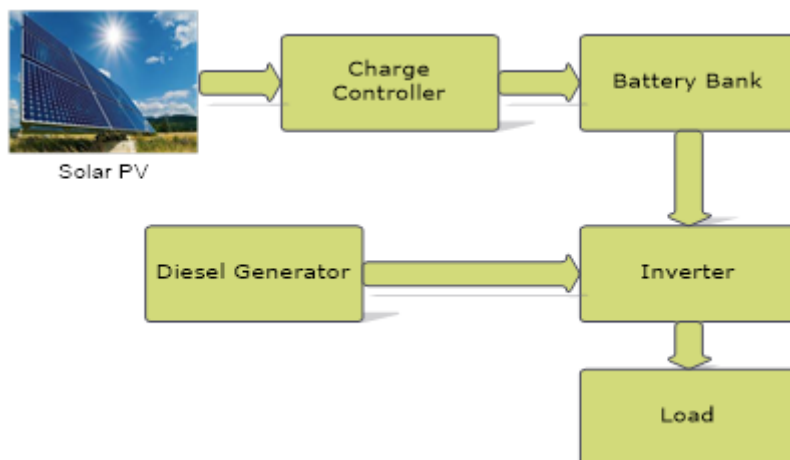 Charge
Controller
Battery Bank
Solar PV
Diesel Generator
Inverter
Load